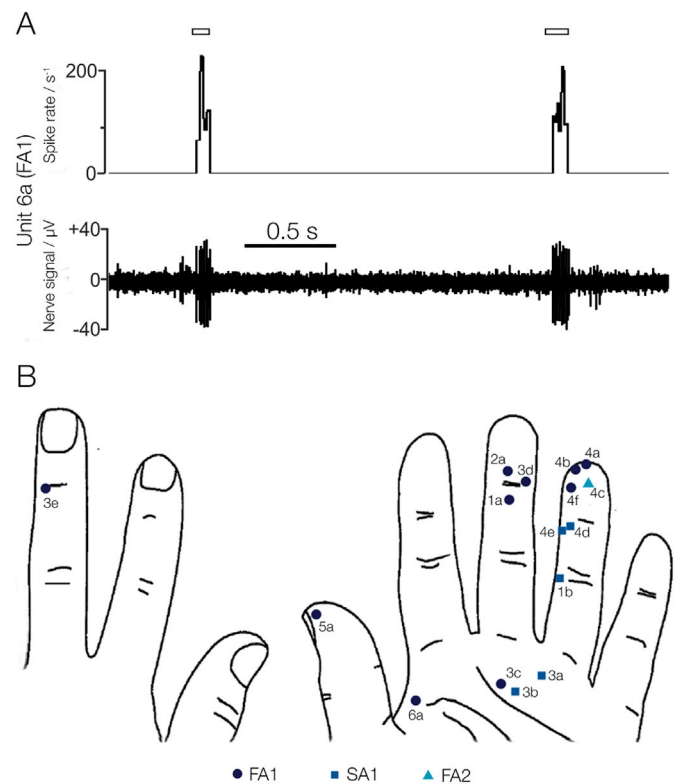 A
Unit 6a (FA1)
Spike rate / s⁻¹
200
0
Nerve signal / µV
+40
0
-40
0.5 s
B
3e
2a
3d
1a
4b
4a
4c
4f
4e
4d
1b
5a
3c
3a
3b
6a
FA1
SA1
FA2